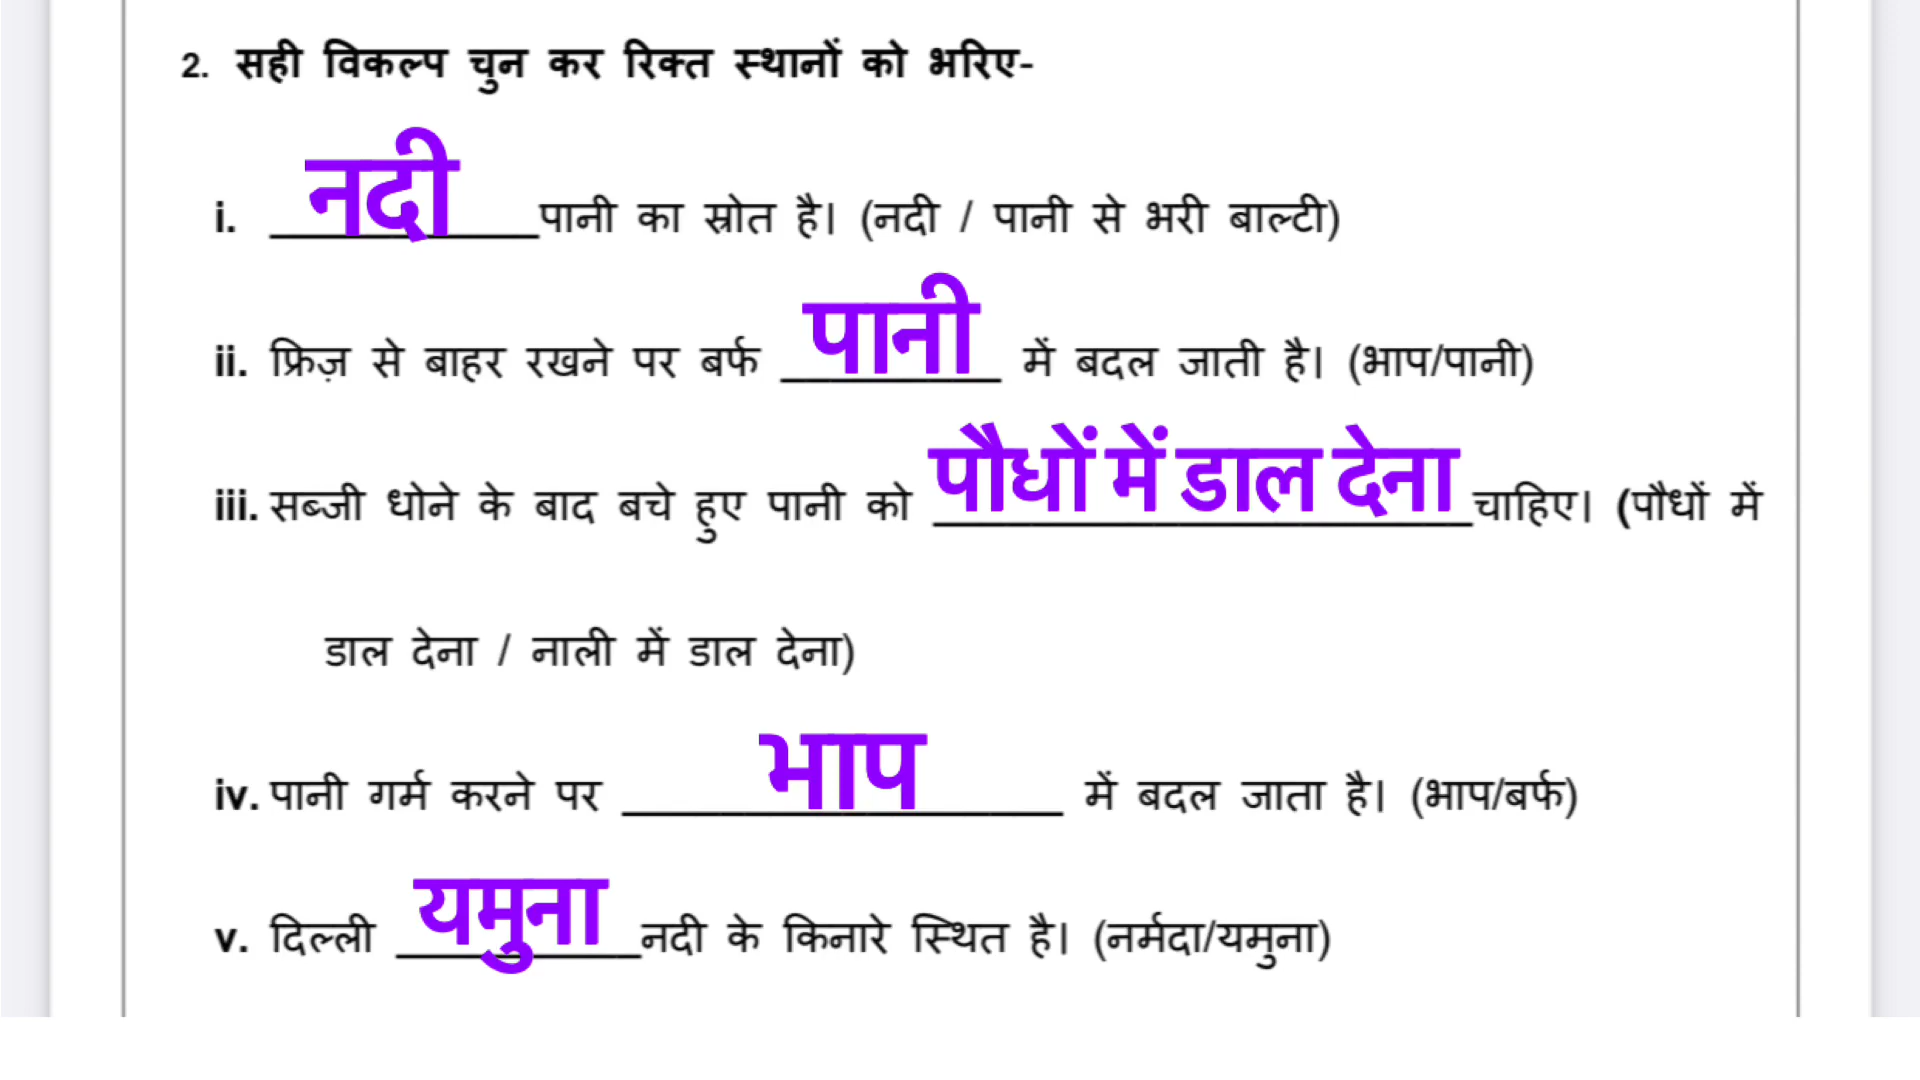 2. सही विकल्प चुन कर रिक्त स्थानों को भरिए-
i. नदी पानी का स्रोत है। (नदी / पानी से भरी बाल्टी)
ii. फ्रिज़ से बाहर रखने पर बर्फ पानी में बदल जाती है। (भाप/पानी)
iii. सब्जी धोने के बाद बचे हुए पानी को पौधों में डाल देना चाहिए। (पौधों में
डाल देना / नाली में डाल देना)
iv. पानी गर्म करने पर भाप में बदल जाता है। (भाप/बर्फ)
v. दिल्ली यमुना नदी के किनारे स्थित है। (नर्मदा/यमुना)